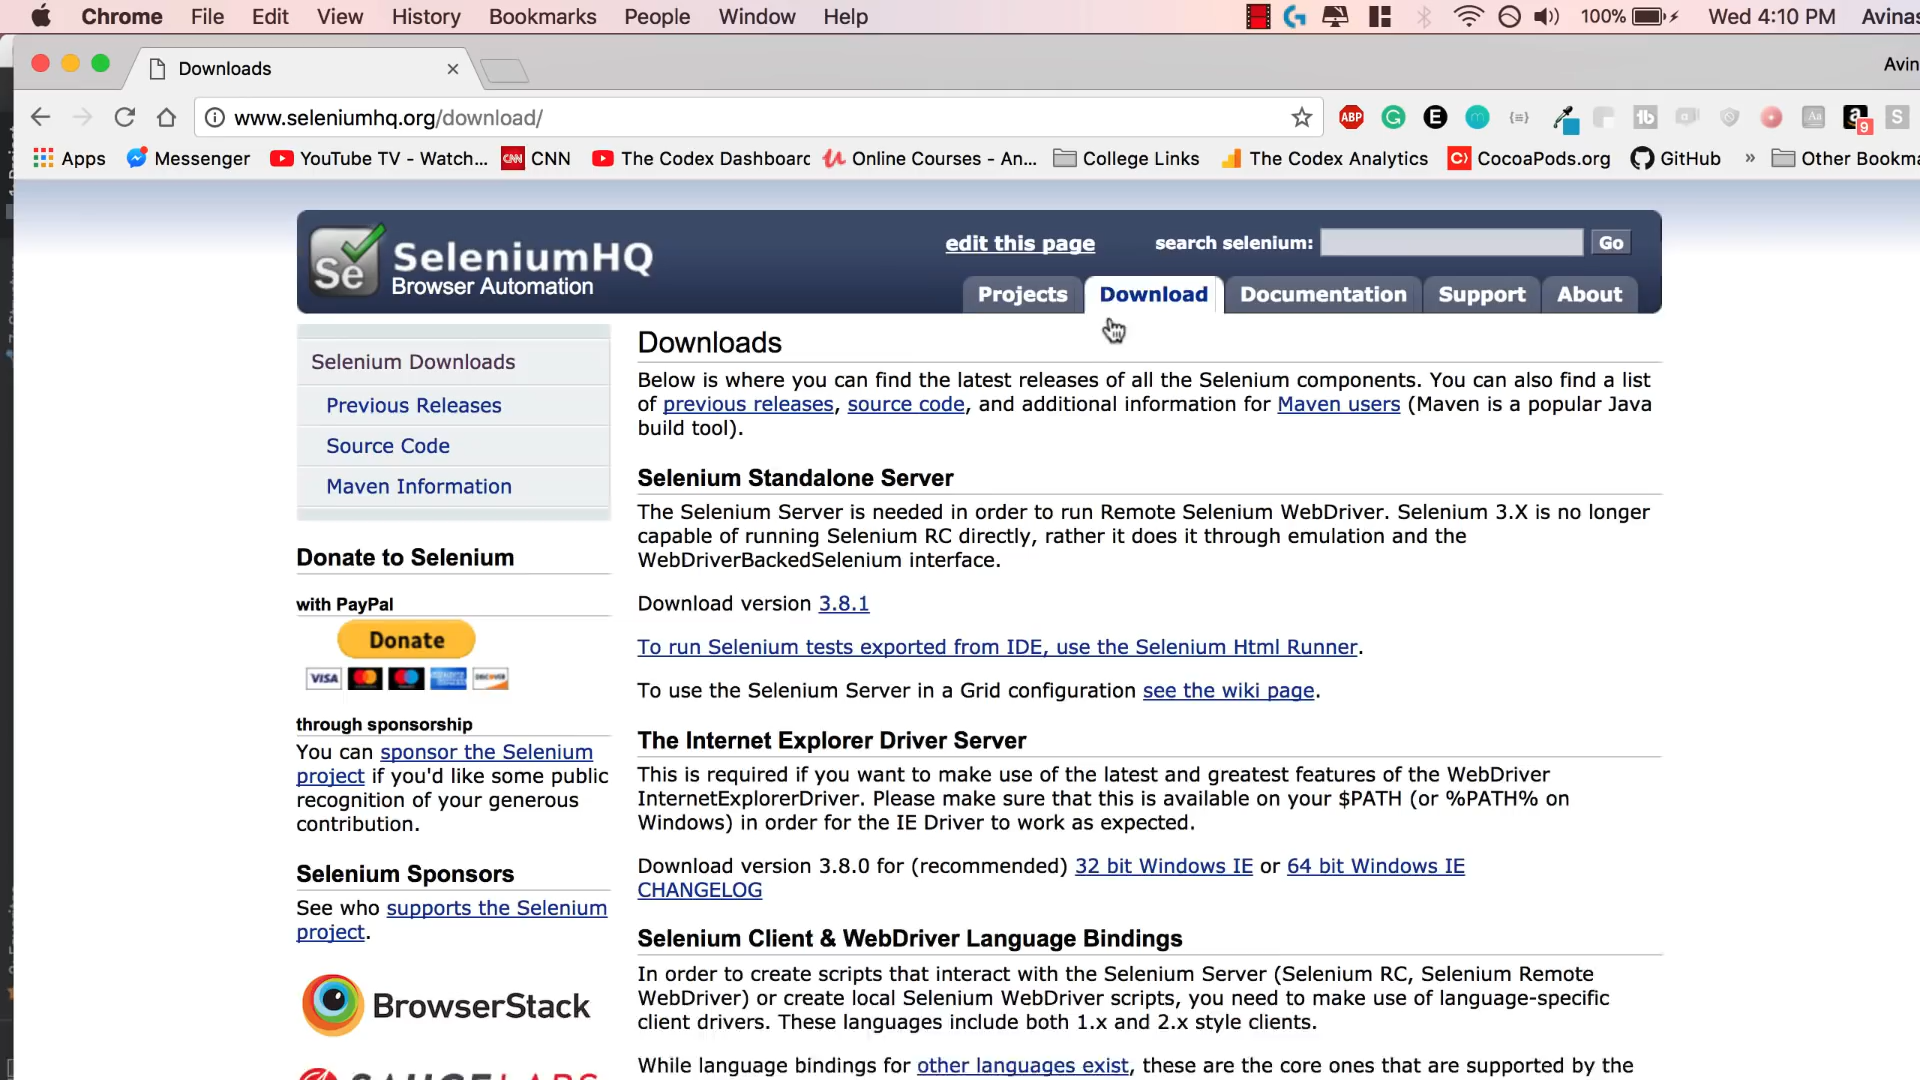 Chrome File Edit View History Bookmarks People Window Help 100% Wed 4:10 PM Avinas
Downloads Avin
www.seleniumhq.org/download/
Apps Messenger YouTube TV - Watch... CNN The Codex Dashboard Online Courses - An... College Links The Codex Analytics CocoaPods.org GitHub » Other Bookma
SeleniumHQ
Browser Automation
edit this page search selenium: Go
Projects Download Documentation Support About
Selenium Downloads
Previous Releases
Source Code
Maven Information
Donate to Selenium
with PayPal
Donate
VISA
through sponsorship
You can sponsor the Selenium
project if you'd like some public
recognition of your generous
contribution.
Selenium Sponsors
See who supports the Selenium
project.
BrowserStack
SAUCE LABS
Downloads
Below is where you can find the latest releases of all the Selenium components. You can also find a list
of previous releases, source code, and additional information for Maven users (Maven is a popular Java
build tool).
Selenium Standalone Server
The Selenium Server is needed in order to run Remote Selenium WebDriver. Selenium 3.X is no longer
capable of running Selenium RC directly, rather it does it through emulation and the
WebDriverBackedSelenium interface.
Download version 3.8.1
To run Selenium tests exported from IDE, use the Selenium Html Runner.
To use the Selenium Server in a Grid configuration see the wiki page.
The Internet Explorer Driver Server
This is required if you want to make use of the latest and greatest features of the WebDriver
InternetExplorerDriver. Please make sure that this is available on your $PATH (or %PATH% on
Windows) in order for the IE Driver to work as expected.
Download version 3.8.0 for (recommended) 32 bit Windows IE or 64 bit Windows IE
CHANGELOG
Selenium Client & WebDriver Language Bindings
In order to create scripts that interact with the Selenium Server (Selenium RC, Selenium Remote
WebDriver) or create local Selenium WebDriver scripts, you need to make use of language-specific
client drivers. These languages include both 1.x and 2.x style clients.
While language bindings for other languages exist, these are the core ones that are supported by the